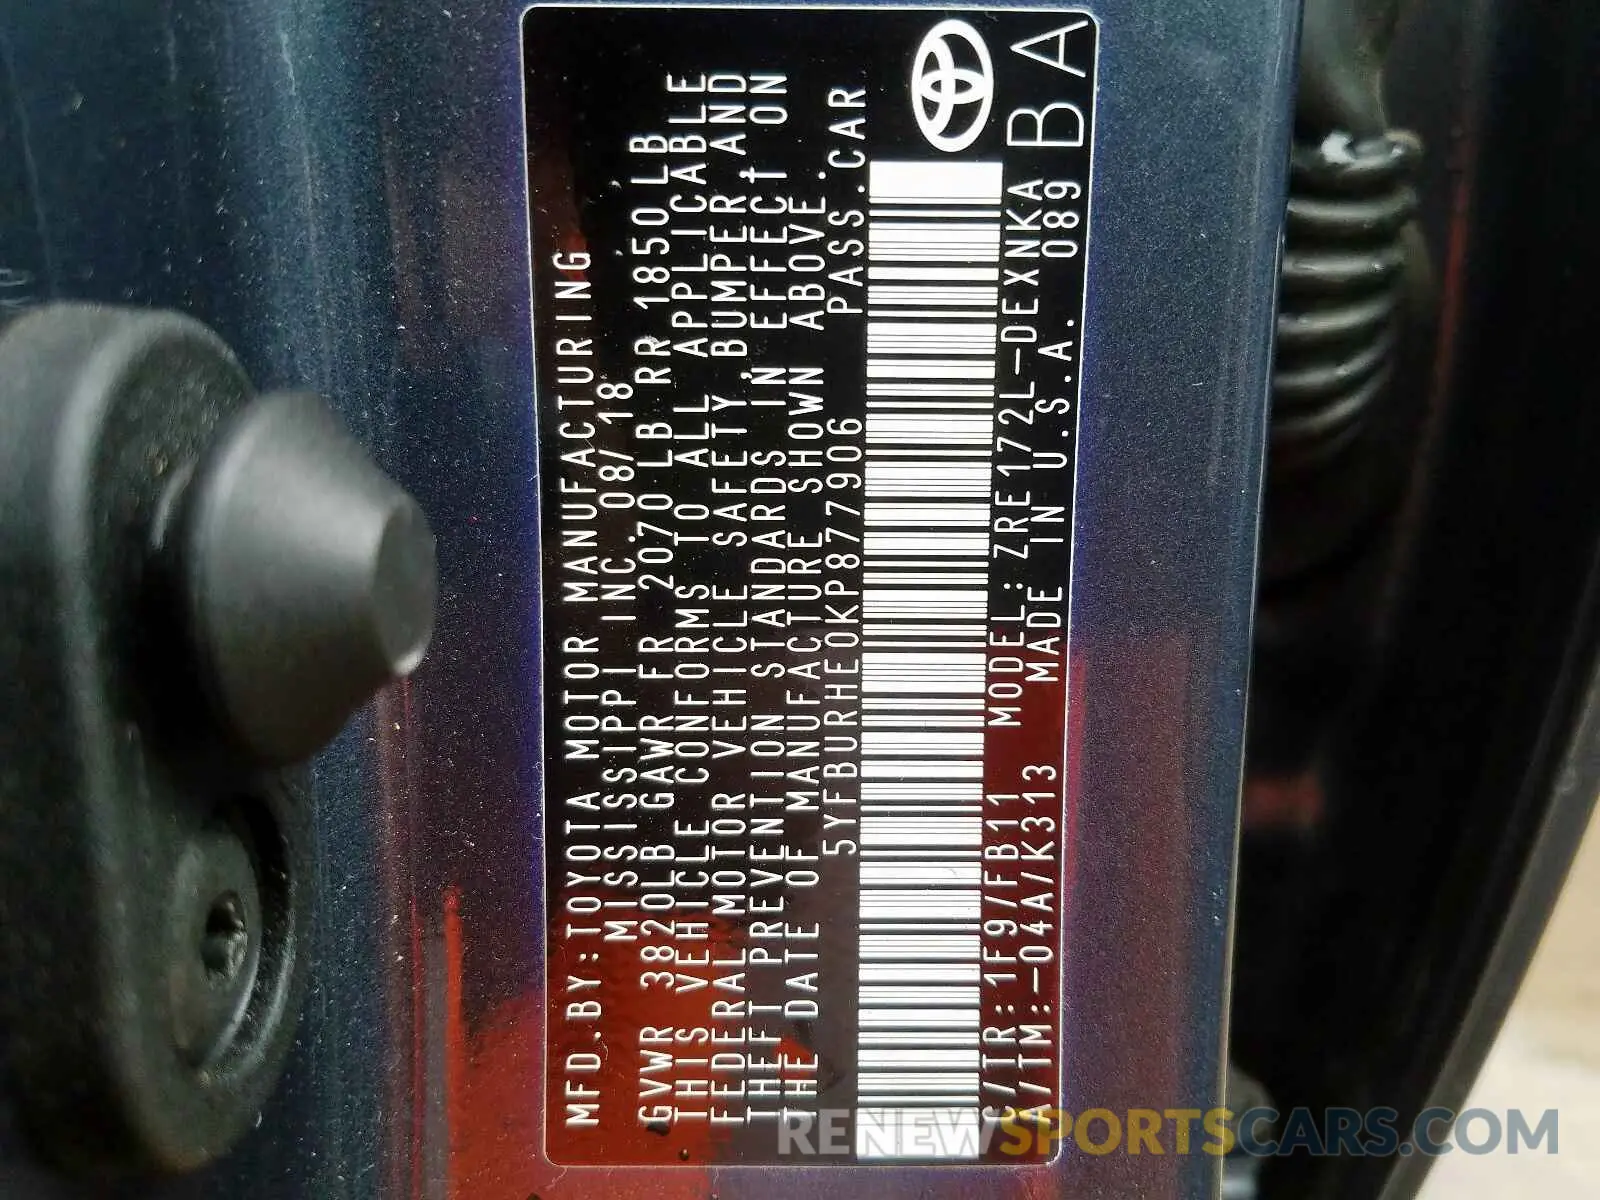 MFD.BY: TOYOTA MOTOR MANUFACTURING
MISSISSIPPI INC. 08/18
GVWR 3820LB GAWR FR 2070LB RR 1850LB
THIS VEHICLE CONFORMS TO ALL APPLICABLE
FEDERAL MOTOR VEHICLE SAFETY, BUMPER, AND
THEFT PREVENTION STANDARDS IN EFFECT ON
THE DATE OF MANUFACTURE SHOWN ABOVE.
5YFBURHE0KP877906 PASS.CAR
C/TR: 1F9/FB11 MODEL: ZRE172L-DEXNKA
A/TM:-04A/K313 MADE IN U.S.A. 089
BA
RENEWSPORTSCARS.COM